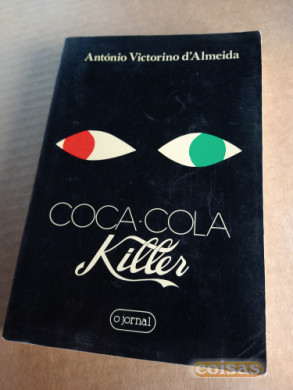 António Victorino d'Almeida
COCA-COLA
Killer
o jornal
coisas